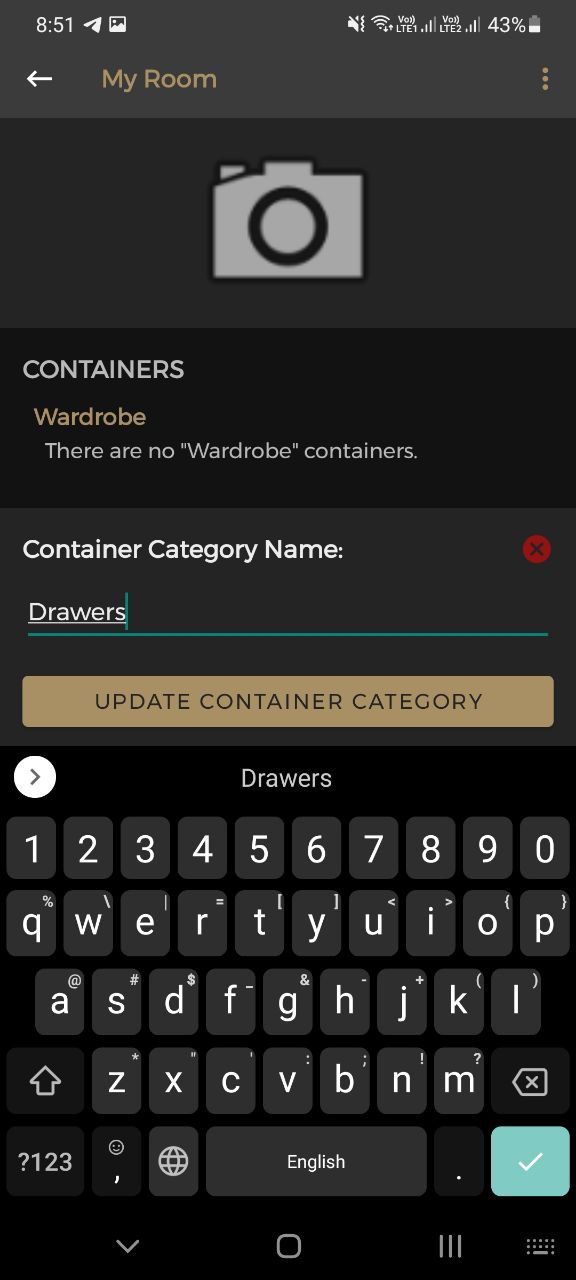 8:51 Vo)) LTE1 Vo)) LTE2 43%
My Room
CONTAINERS
Wardrobe
There are no "Wardrobe" containers.
Container Category Name:
Drawers
UPDATE CONTAINER CATEGORY
Drawers
1 2 3 4 5 6 7 8 9 0
% \ | = [ ] < > { }
q w e r t y u i o p
@ # $ _ & - + ( )
a s d f g h j k l
* " ' : ; ! ?
z x c v b n m
?123 , English .